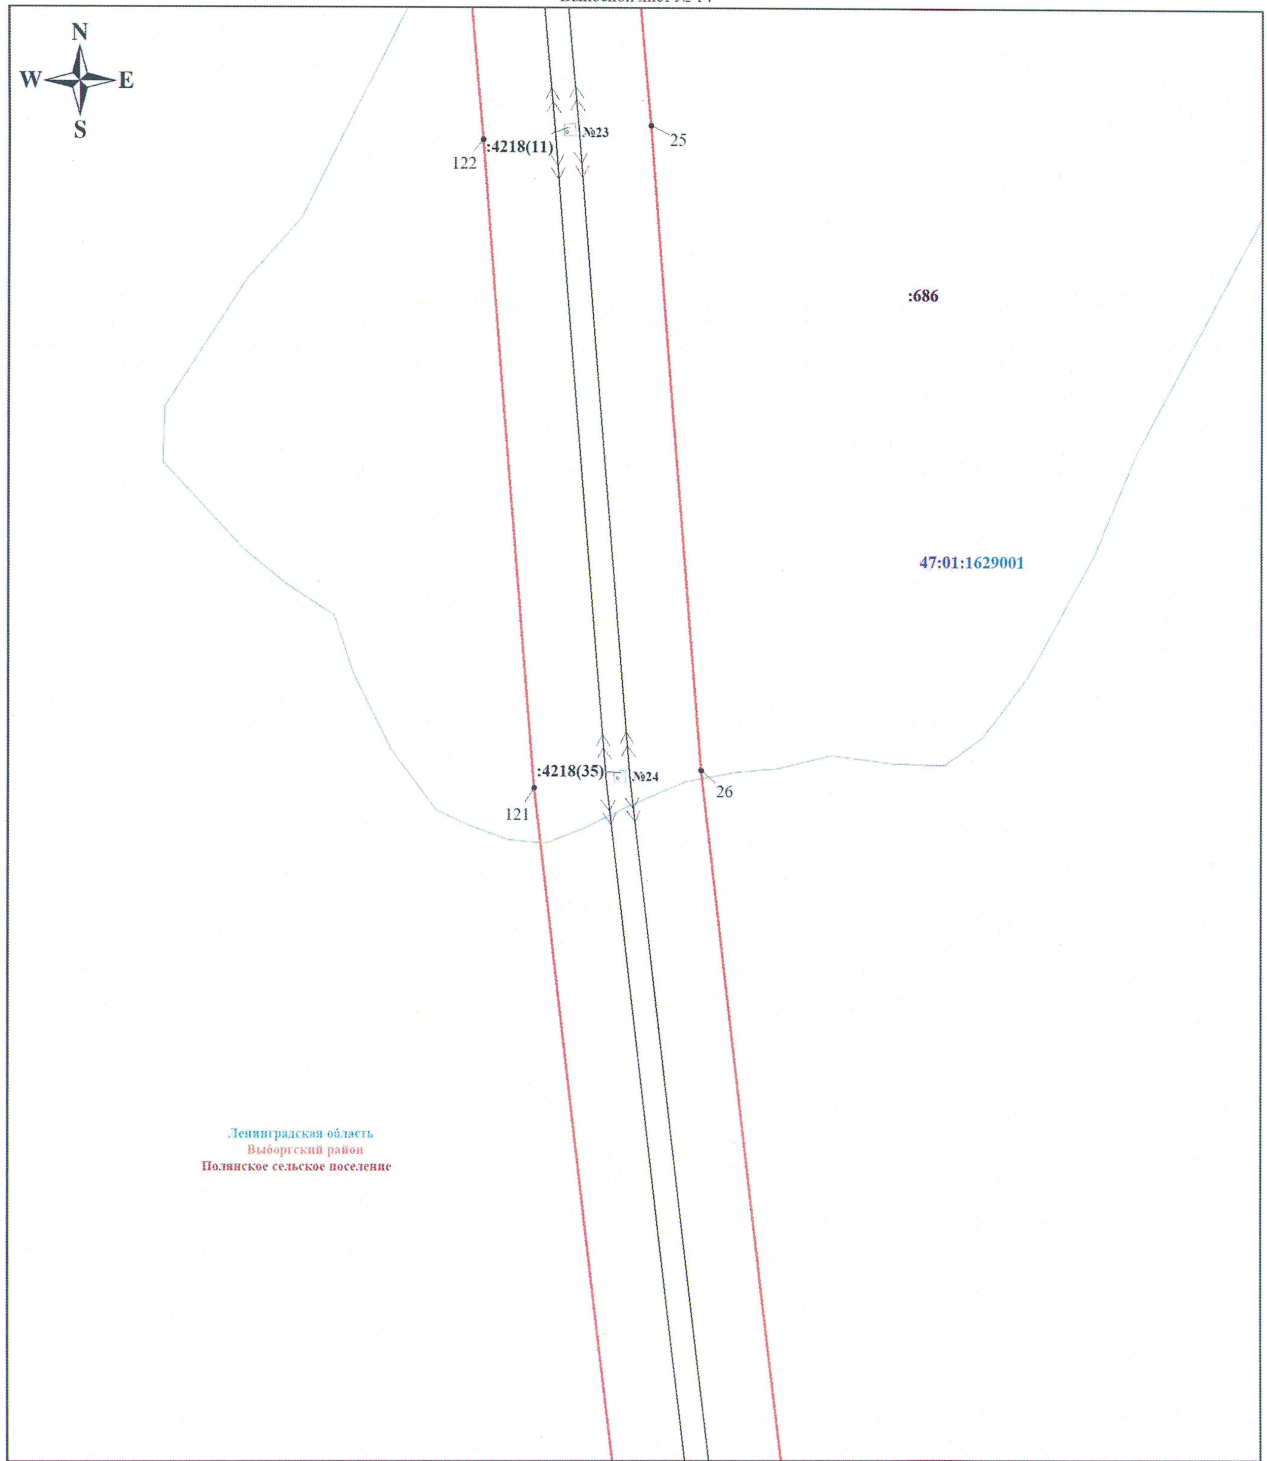 N
W E
S
№23
:4218(11)
122
25
:686
47:01:1629001
:4218(35)
№24
121
26
Ленинградская область
Выборгский район
Полянское сельское поселение